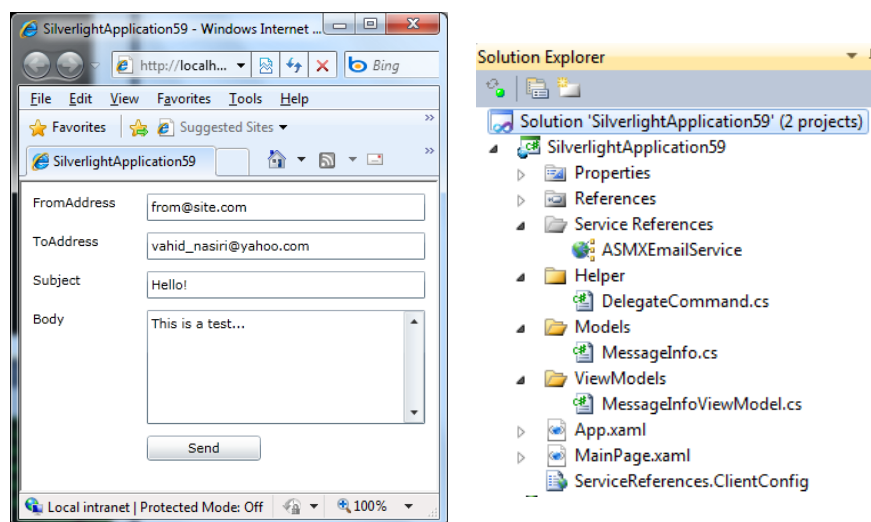 SilverlightApplication59 - Windows Internet ...
http://localh...
Bing
File Edit View Favorites Tools Help
Favorites Suggested Sites
SilverlightApplication59
FromAddress
from@site.com
ToAddress
vahid_nasiri@yahoo.com
Subject
Hello!
Body
This is a test...
Send
Local intranet | Protected Mode: Off 100%
Solution Explorer
Solution 'SilverlightApplication59' (2 projects)
SilverlightApplication59
Properties
References
Service References
ASMXEmailService
Helper
DelegateCommand.cs
Models
MessageInfo.cs
ViewModels
MessageInfoViewModel.cs
App.xaml
MainPage.xaml
ServiceReferences.ClientConfig